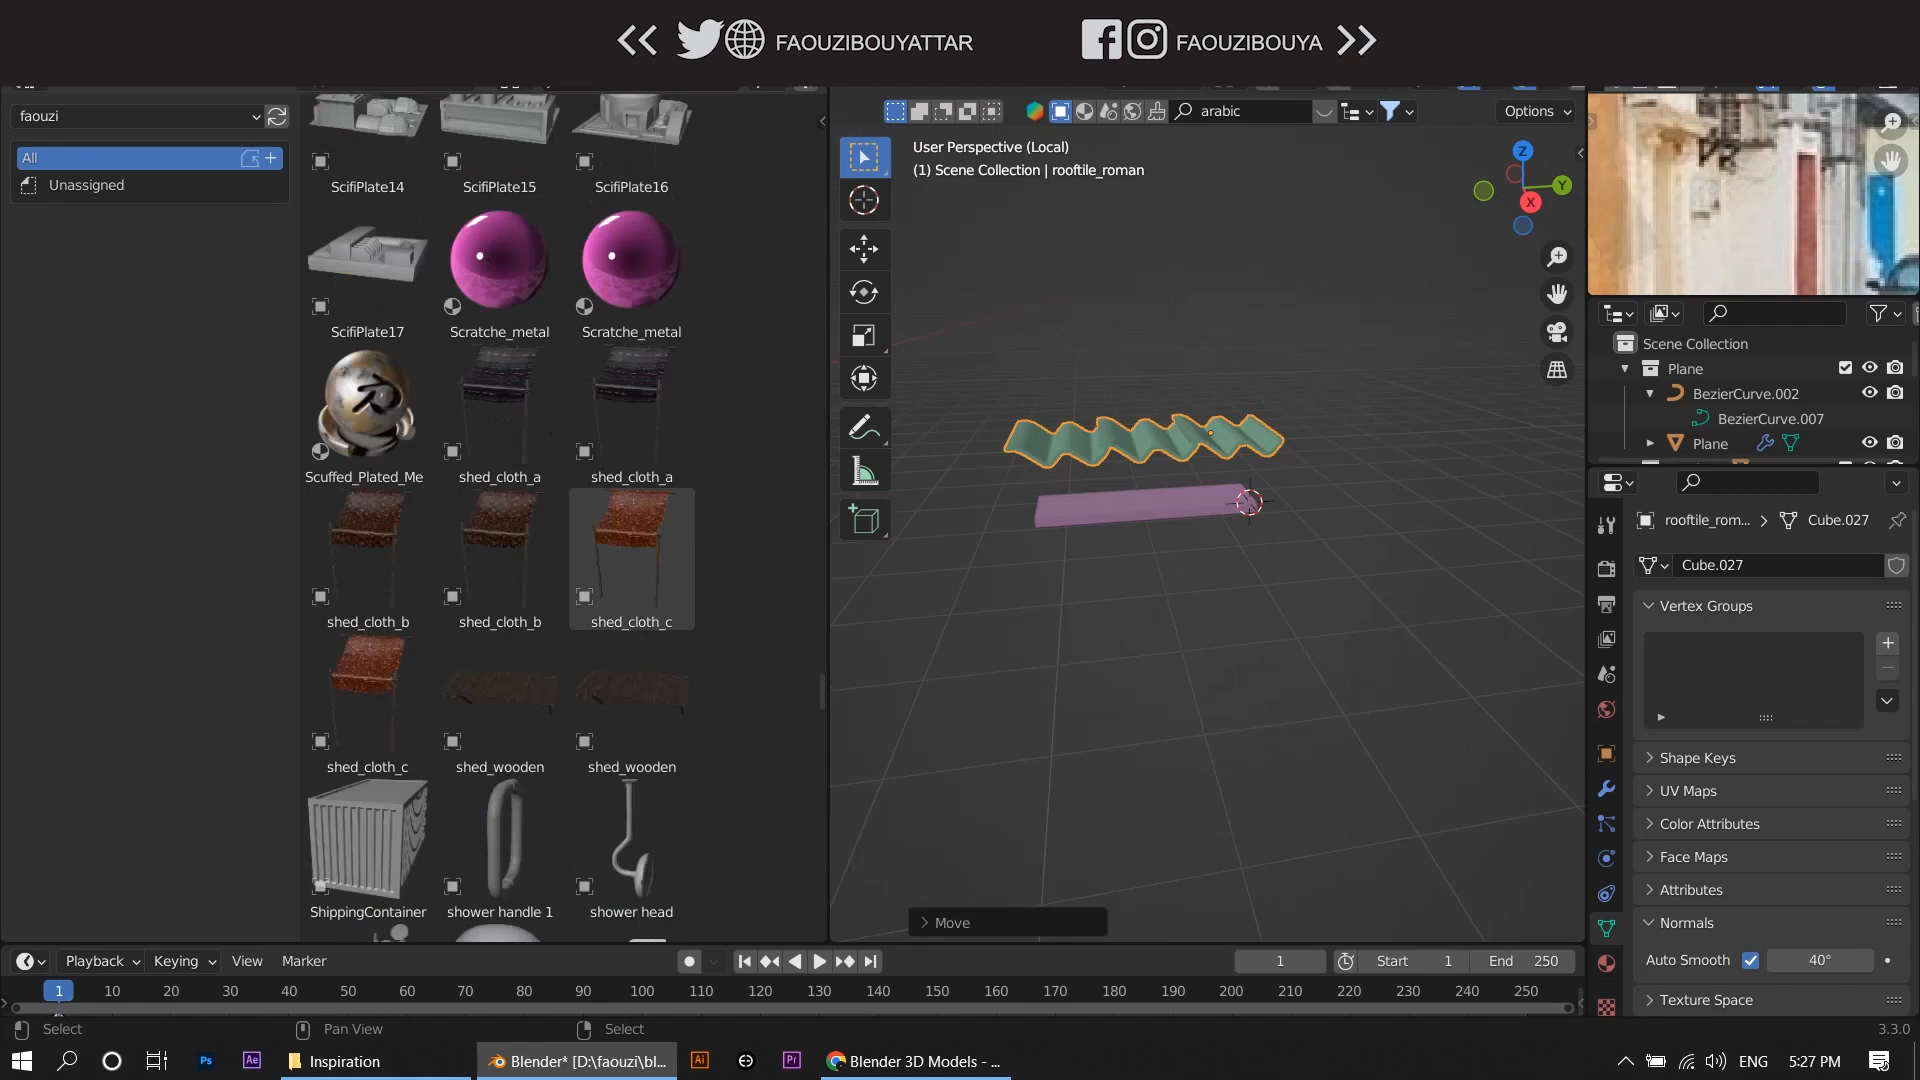 FAOUZIBOUYATTAR
FAOUZIBOUYA
faouzi
All
Unassigned
ScifiPlate14
ScifiPlate15
ScifiPlate16
ScifiPlate17
Scratche_metal
Scratche_metal
Scuffed_Plated_Me
shed_cloth_a
shed_cloth_a
shed_cloth_b
shed_cloth_b
shed_cloth_c
shed_cloth_c
shed_wooden
shed_wooden
ShippingContainer
shower handle 1
shower head
arabic
Options
User Perspective (Local)
(1) Scene Collection | rooftile_roman
Z
Y
X
Move
Scene Collection
Plane
BezierCurve.002
BezierCurve.007
Plane
rooftile_rom...
Cube.027
Cube.027
Vertex Groups
Shape Keys
UV Maps
Color Attributes
Face Maps
Attributes
Normals
Auto Smooth
40°
Texture Space
Playback
Keying
View
Marker
1
Start
1
End
250
1
10
20
30
40
50
60
70
80
90
100
110
120
130
140
150
160
170
180
190
200
210
220
230
240
250
Select
Pan View
Select
3.3.0
Ps
Ae
Inspiration
Blender* [D:\faouzi\bl...
Ai
Pr
Blender 3D Models - ...
ENG
5:27 PM